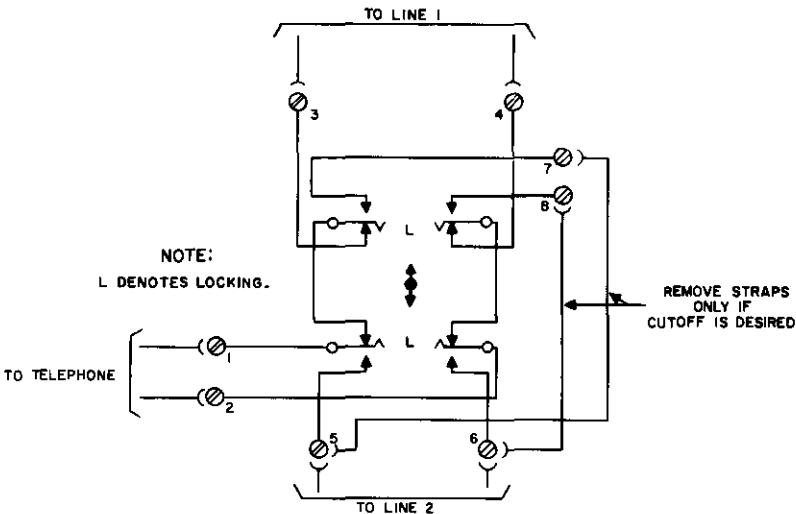 TO LINE 1
3
4
7
8
L
NOTE:
L DENOTES LOCKING.
REMOVE STRAPS
ONLY IF
CUTOFF IS DESIRED
L
1
TO TELEPHONE
2
5
6
TO LINE 2